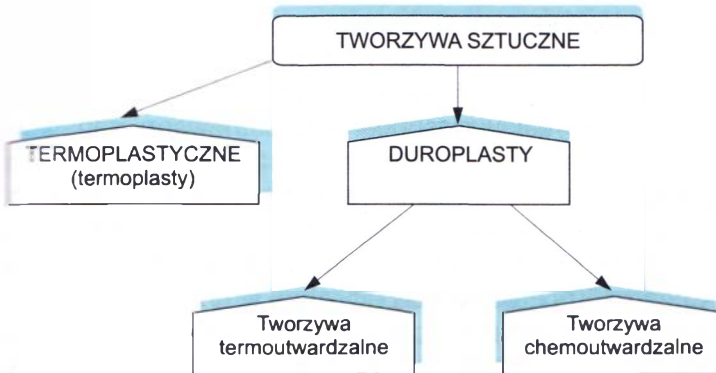 TWORZYWA SZTUCZNE
TERMOPLASTYCZNE
(termoplasty)
DUROPLASTY
Tworzywa
termoutwardzalne
Tworzywa
chemoutwardzalne